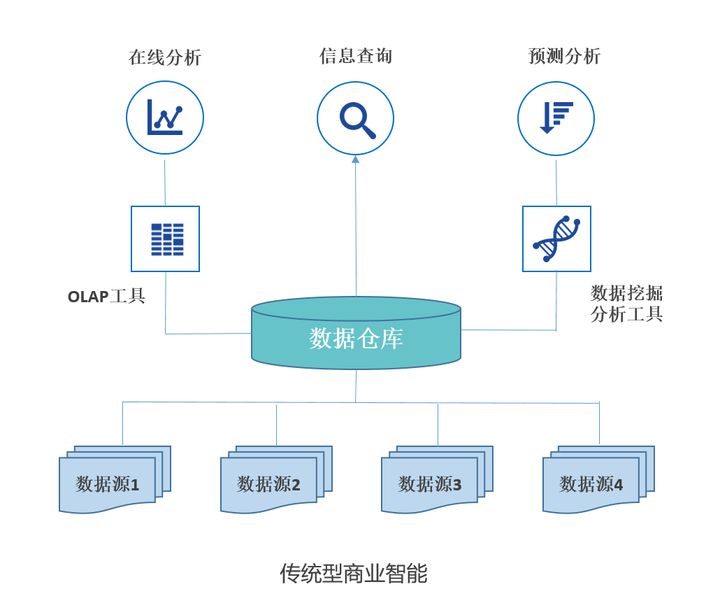 在线分析
信息查询
预测分析
OLAP工具
数据挖掘
分析工具
数据仓库
数据源1
数据源2
数据源3
数据源4
传统型商业智能